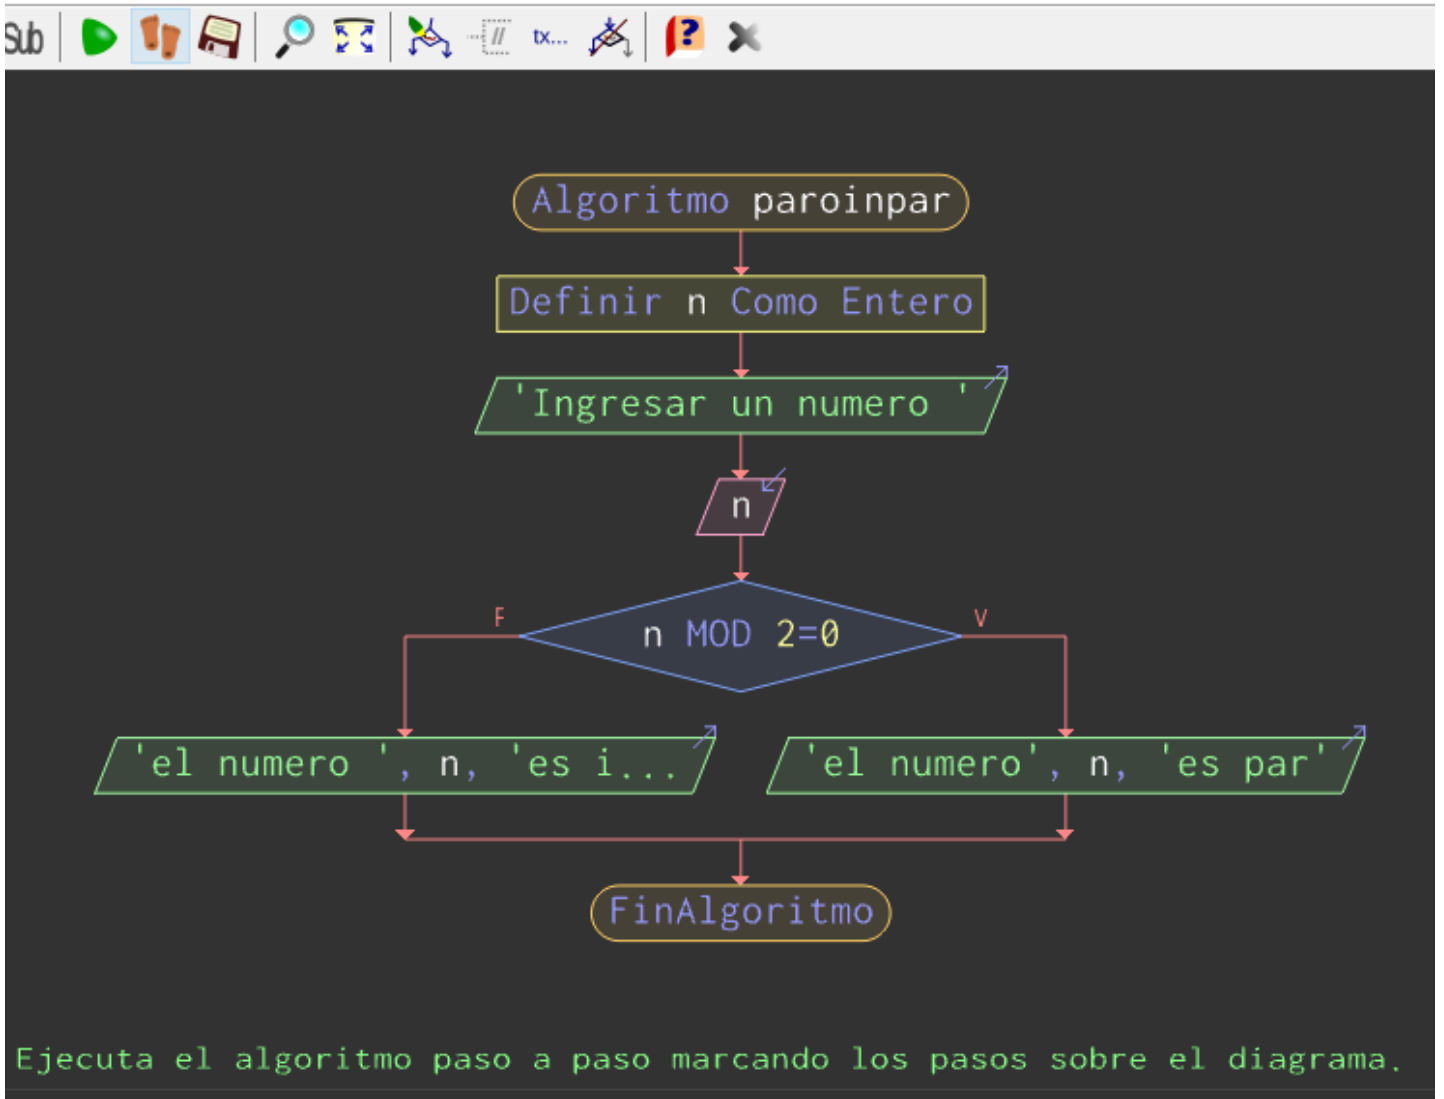 Sub // tx... ?
Algoritmo paroinpar
Definir n Como Entero
'Ingresar un numero '
n
F V
n MOD 2=0
'el numero ', n, 'es i... 'el numero', n, 'es par'
FinAlgoritmo
Ejecuta el algoritmo paso a paso marcando los pasos sobre el diagrama.